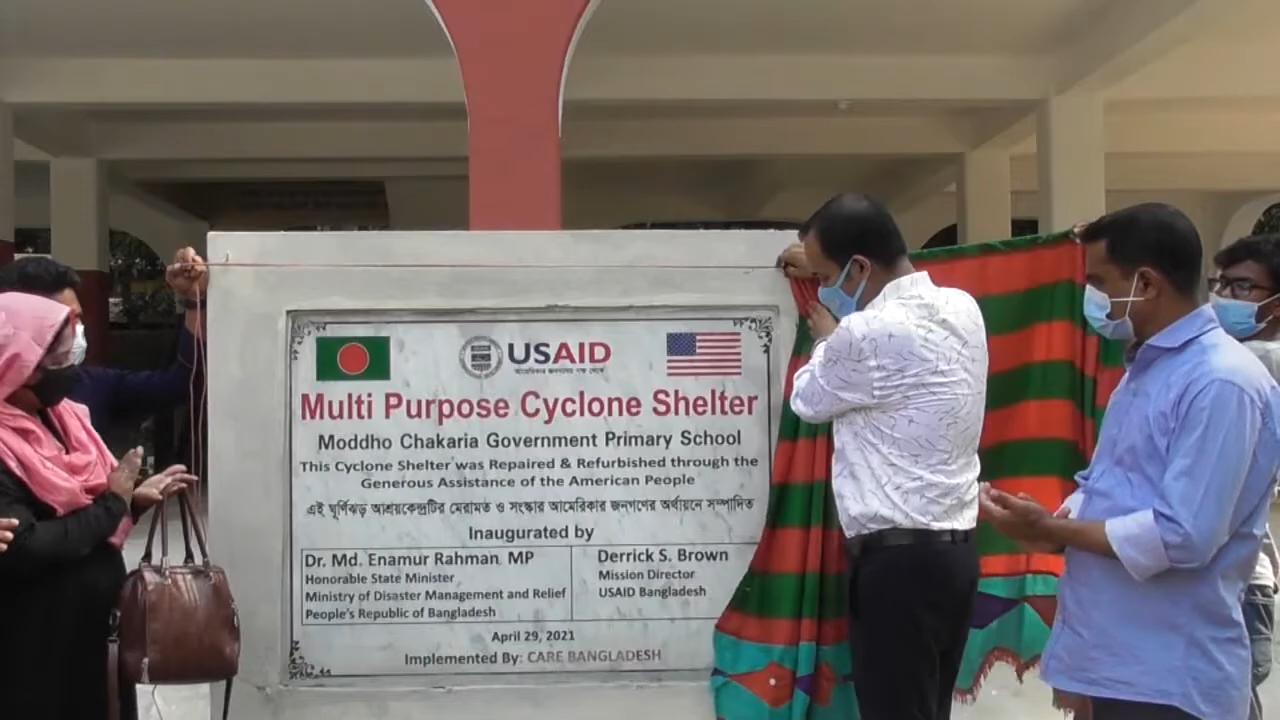 USAID
আমেরিকার জনগণের পক্ষ থেকে
Multi Purpose Cyclone Shelter
Moddho Chakaria Government Primary School
This Cyclone Shelter was Repaired & Refurbished through the
Generous Assistance of the American People
এই ঘূর্ণিঝড় আশ্রয়কেন্দ্রটির মেরামত ও সংস্কার আমেরিকার জনগণের অর্থায়নে সম্পাদিত
Inaugurated by
Dr. Md. Enamur Rahman, MP
Honorable State Minister
Ministry of Disaster Management and Relief
People's Republic of Bangladesh
Derrick S. Brown
Mission Director
USAID Bangladesh
April 29, 2021
Implemented By: CARE BANGLADESH